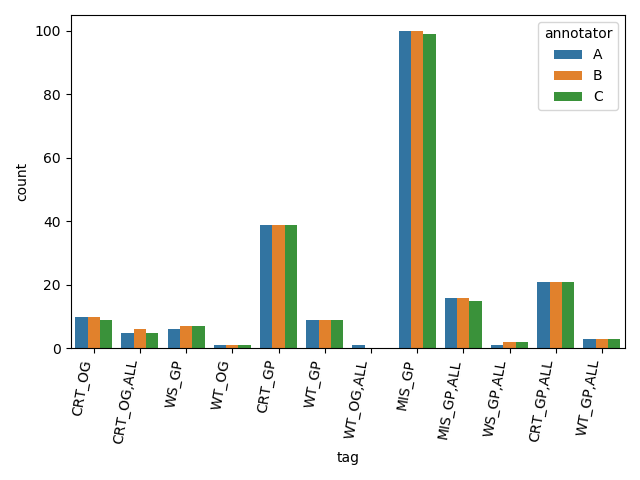 annotator
A
B
C
100
80
60
40
20
0
count
CRT_OG
CRT_OG,ALL
WS_GP
WT_OG
CRT_GP
WT_GP
WT_OG,ALL
MIS_GP
MIS_GP,ALL
WS_GP,ALL
CRT_GP,ALL
WT_GP,ALL
tag